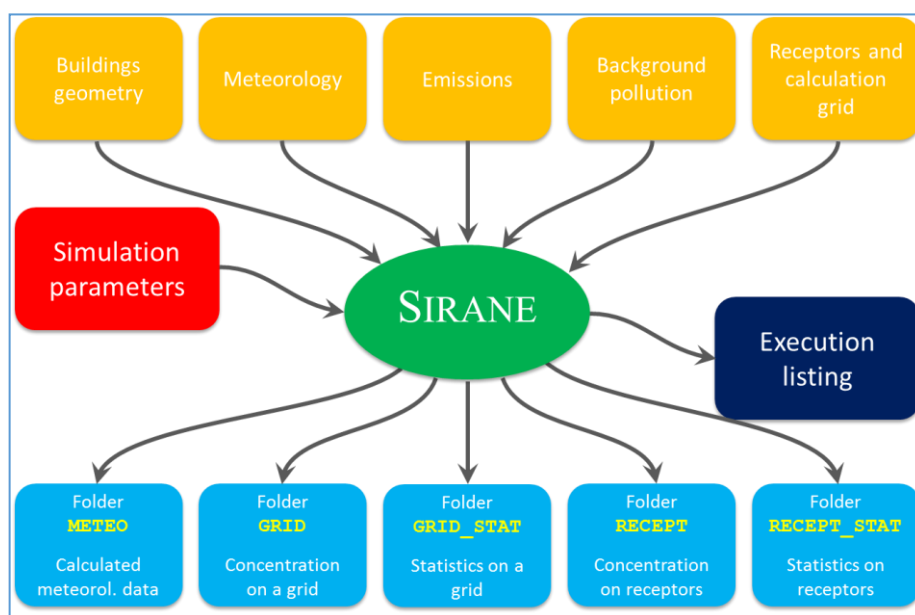 Buildings
geometry
Meteorology
Emissions
Background
pollution
Receptors and
calculation
grid
Simulation
parameters
SIRANE
Execution
listing
Folder
METEO
Calculated
meteorol. data
Folder
GRID
Concentration
on a grid
Folder
GRID_STAT
Statistics on a
grid
Folder
RECEPT
Concentration
on receptors
Folder
RECEPT_STAT
Statistics on
receptors